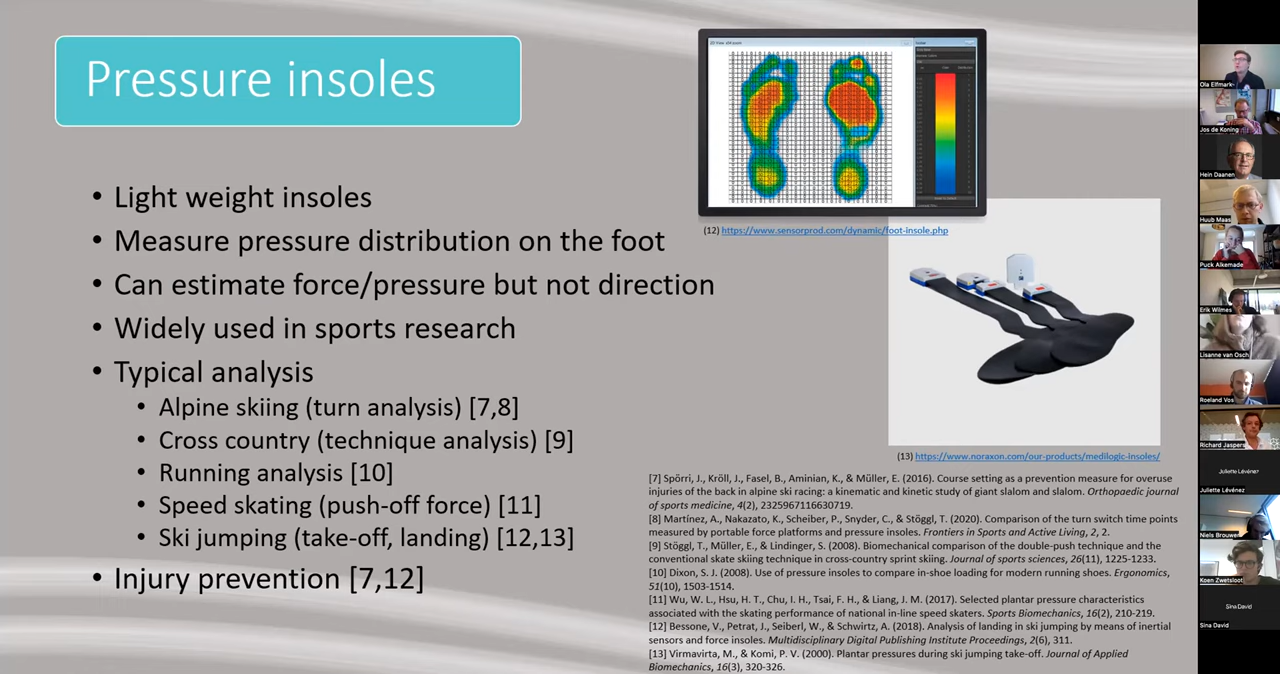 Pressure insoles
• Light weight insoles
• Measure pressure distribution on the foot
• Can estimate force/pressure but not direction
• Widely used in sports research
• Typical analysis
• Alpine skiing (turn analysis) [7,8]
• Cross country (technique analysis) [9]
• Running analysis [10]
• Speed skating (push-off force) [11]
• Ski jumping (take-off, landing) [12,13]
• Injury prevention [7,12]
(12) https://www.sensorprod.com/dynamic/foot-insole.php
(13) https://www.noraxon.com/our-products/medilogic-insoles/
[7] Spörri, J., Kröll, J., Fasel, B., Aminian, K., & Müller, E. (2016). Course setting as a prevention measure for overuse
injuries of the back in alpine ski racing: a kinematic and kinetic study of giant slalom and slalom. Orthopaedic journal
of sports medicine, 4(2), 2325967116630719.
[8] Martínez, A., Nakazato, K., Scheiber, P., Snyder, C., & Stöggl, T. (2020). Comparison of the turn switch time points
measured by portable force platforms and pressure insoles. Frontiers in Sports and Active Living, 2, 2.
[9] Stöggl, T., Müller, E., & Lindinger, S. (2008). Biomechanical comparison of the double-push technique and the
conventional skate skiing technique in cross-country sprint skiing. Journal of sports sciences, 26(11), 1225-1233.
[10] Dixon, S. J. (2008). Use of pressure insoles to compare in-shoe loading for modern running shoes. Ergonomics,
51(10), 1503-1514.
[11] Wu, W. L., Hsu, H. T., Chu, I. H., Tsai, F. H., & Liang, J. M. (2017). Selected plantar pressure characteristics
associated with the skating performance of national in-line speed skaters. Sports Biomechanics, 16(2), 210-219.
[12] Bessone, V., Petrat, J., Seiberl, W., & Schwirtz, A. (2018). Analysis of landing in ski jumping by means of inertial
sensors and force insoles. Multidisciplinary Digital Publishing Institute Proceedings, 2(6), 311.
[13] Virmavirta, M., & Komi, P. V. (2000). Plantar pressures during ski jumping take-off. Journal of Applied
Biomechanics, 16(3), 320-326.
Ola Elfmark
Jos de Koning
Hein Daanen
Huub Maas
Puck Alkemade
Erik Wilmes
Lisanne van Osch
Roeland Vos
Richard Jaspers
Juliette Lévénez
Juliette Lévénez
Niels Brouwer
Koen Zwetsloot
Sina David
Sina David